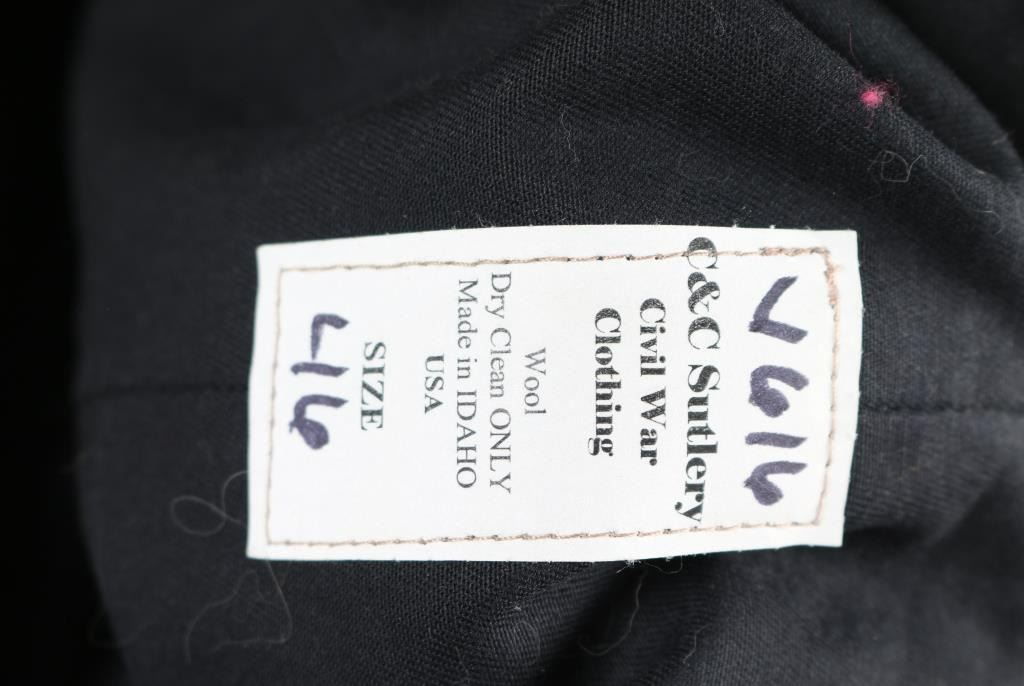 V616
C&C Sutlery
Civil War
Clothing
Wool
Dry Clean ONLY
Made in IDAHO
USA
SIZE
46